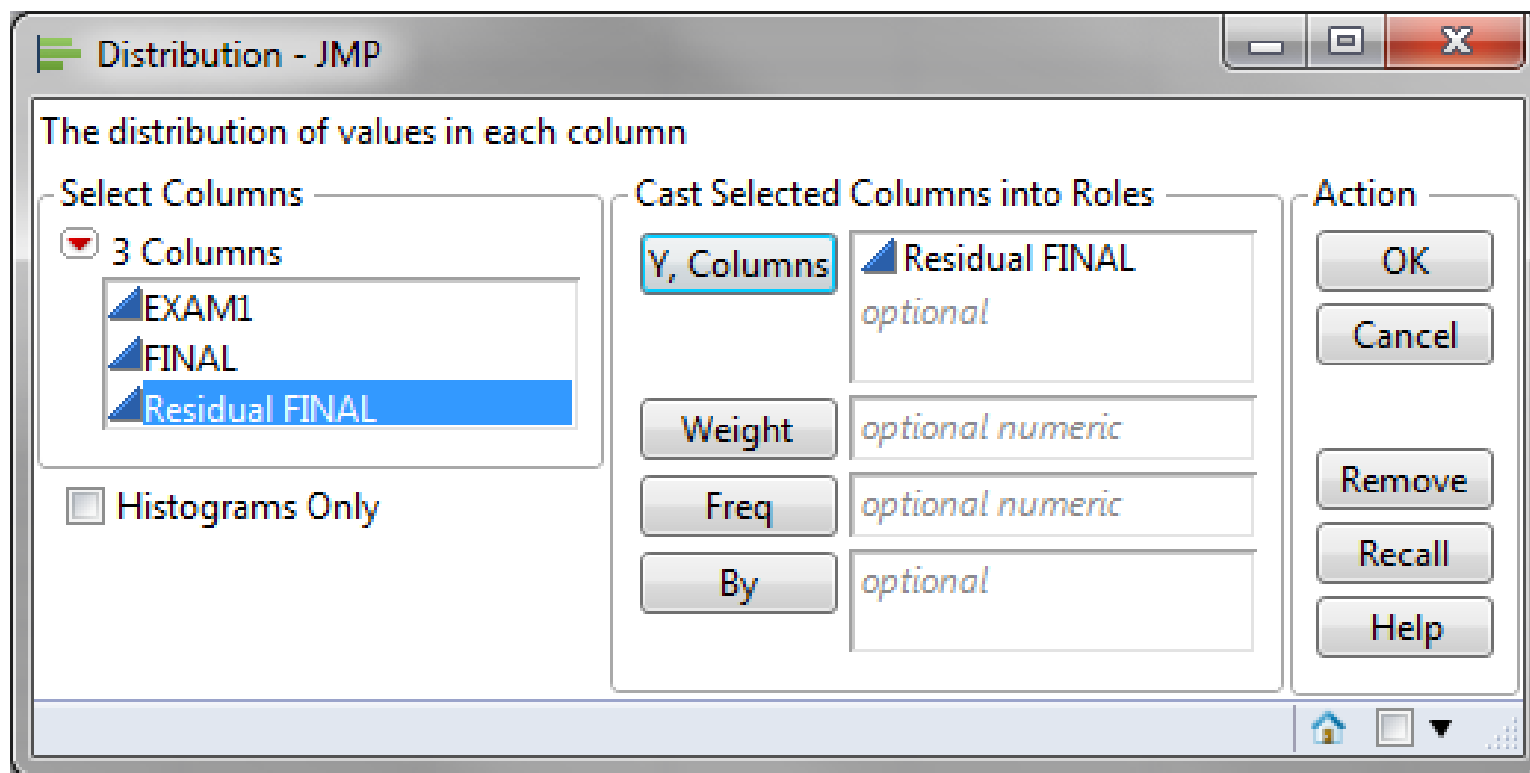 Distribution - JMP
The distribution of values in each column
Select Columns
3 Columns
EXAM1
FINAL
Residual FINAL
Histograms Only
Cast Selected Columns into Roles
Y, Columns
Residual FINAL
optional
Weight
optional numeric
Freq
optional numeric
By
optional
Action
OK
Cancel
Remove
Recall
Help